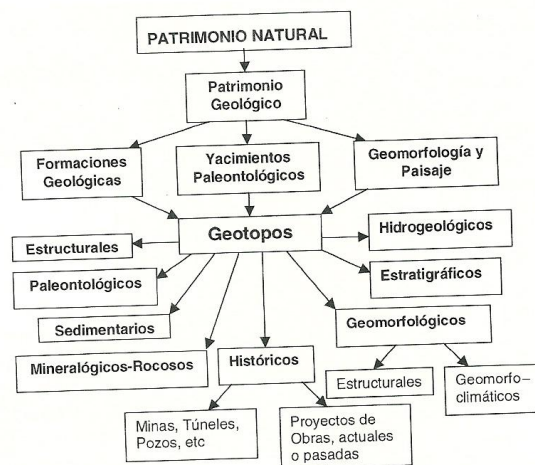 PATRIMONIO NATURAL
Patrimonio
Geológico
Formaciones
Geológicas
Yacimientos
Paleontológicos
Geomorfología y
Paisaje
Geotopos
Hidrogeológicos
Estructurales
Estratigráficos
Paleontológicos
Sedimentarios
Geomorfológicos
Mineralógicos-Rocosos
Históricos
Estructurales
Geomorfo-
climáticos
Minas, Túneles,
Pozos, etc
Proyectos de
Obras, actuales
o pasadas